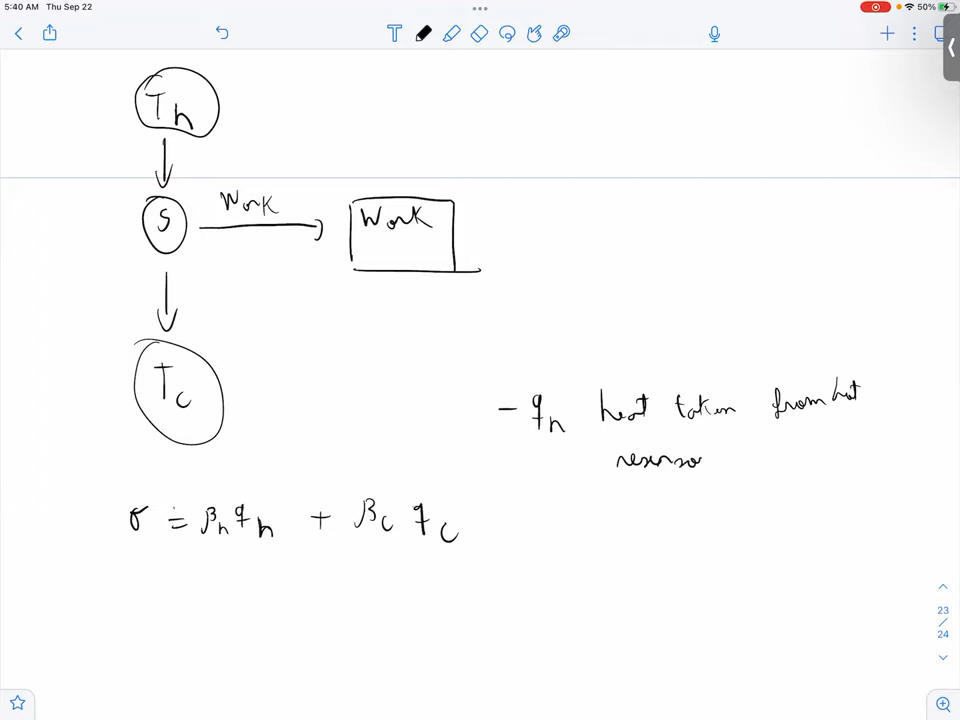 5:40 AM Thu Sep 22
50%
T
Th
S
Work
Work
Tc
- qh heat taken from hot
σ ≐ βh qh + βc qc
23
/
24